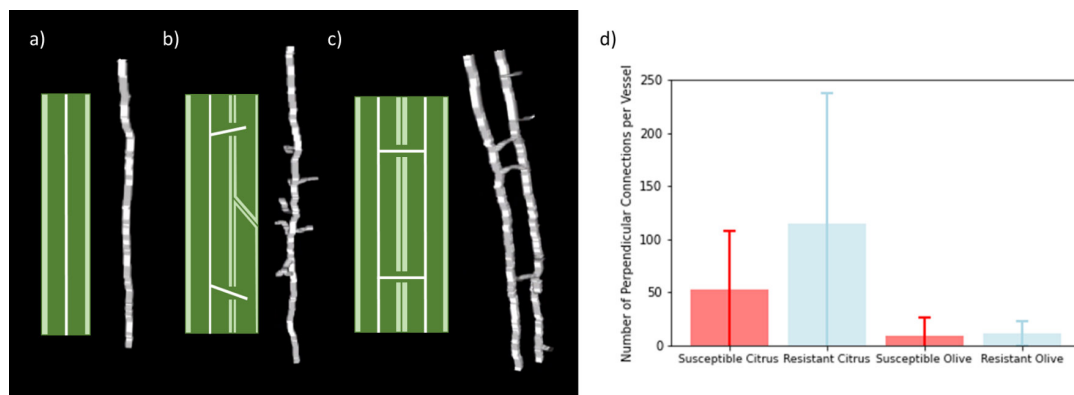 a)
b)
c)
d)
Number of Perpendicular Connections per Vessel
250
200
150
100
50
0
Susceptible Citrus
Resistant Citrus
Susceptible Olive
Resistant Olive